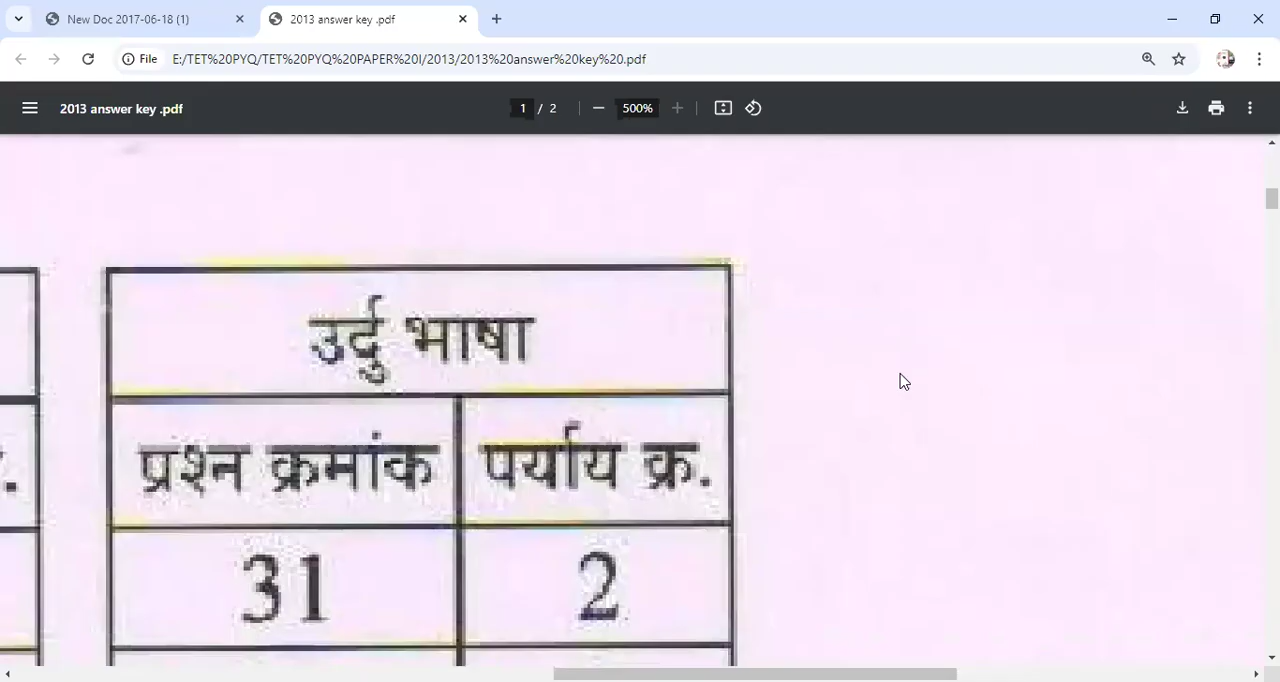 New Doc 2017-06-18 (1)
2013 answer key .pdf
File
E:/TET%20PYQ/TET%20PYQ%20PAPER%20I/2013/2013%20answer%20key%20.pdf
2013 answer key .pdf
1 / 2
500%
उर्दु भाषा
प्रश्न क्रमांक पर्याय क्र.
31 2